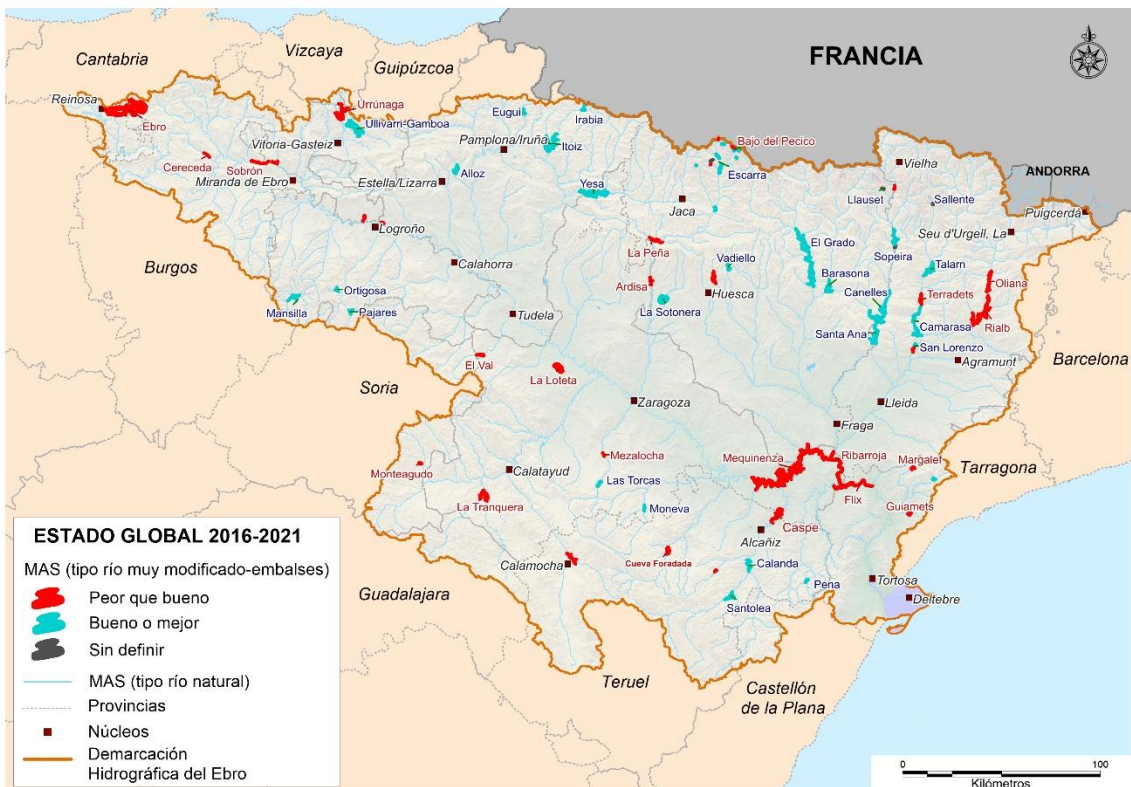 Cantabria
Vizcaya
Guipúzcoa
FRANCIA
Reinosa
Ebro
Urrúnaga
Ullivarri-Gamboa
Vitoria-Gasteiz
Cereceda
Sobrón
Miranda de Ebro
Eugui
Irabia
Pamplona/Iruña
Itoiz
Alloz
Estella/Lizarra
Yesa
Bajo del Pecico
Escarra
Jaca
Vielha
ANDORRA
Llauset
Sallente
Puigcerdà
Seu d'Urgell, La
Logroño
La Peña
El Grado
Sopeira
Vadiello
Talarn
Burgos
Calahorra
Ardisa
Huesca
Barasona
Oliana
Canelles
Terradets
Ortigosa
Mansilla
Pajares
La Sotonera
Tudela
Santa Ana
Camarasa
Rialb
San Lorenzo
Agramunt
Barcelona
El Val
La Loteta
Soria
Zaragoza
Lleida
Fraga
Mequinenza
Ribarroja
Margalef
Tarragona
Monteagudo
Calatayud
Mezalocha
Las Torcas
Flix
La Tranquera
Moneva
Caspe
Guiamets
Alcañiz
Calamocha
Cueva Foradada
Calanda
Pena
Tortosa
Deltebre
Guadalajara
Santolea
Teruel
Castellón
de la Plana
ESTADO GLOBAL 2016-2021
MAS (tipo río muy modificado-embalses)
Peor que bueno
Bueno o mejor
Sin definir
MAS (tipo río natural)
Provincias
Núcleos
Demarcación
Hidrográfica del Ebro
0 100
Kilómetros